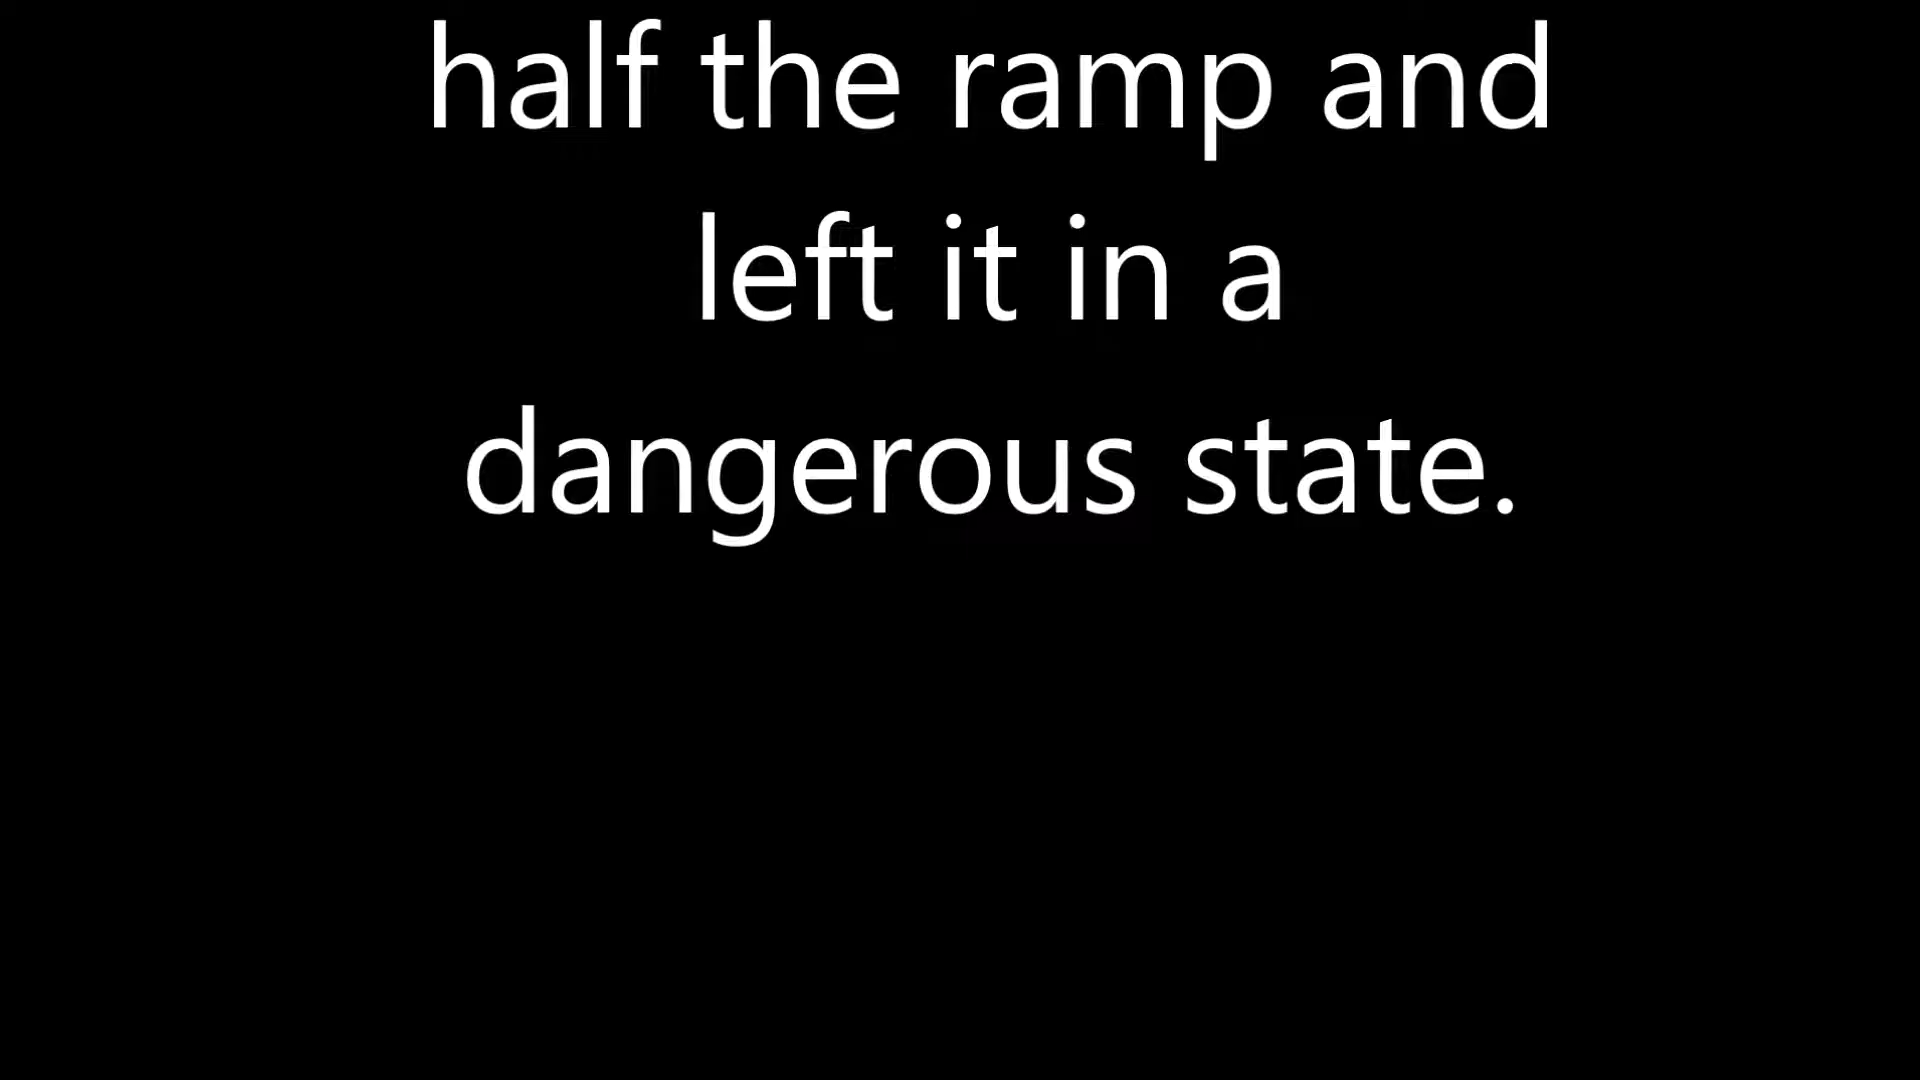 half the ramp and
left it in a
dangerous state.